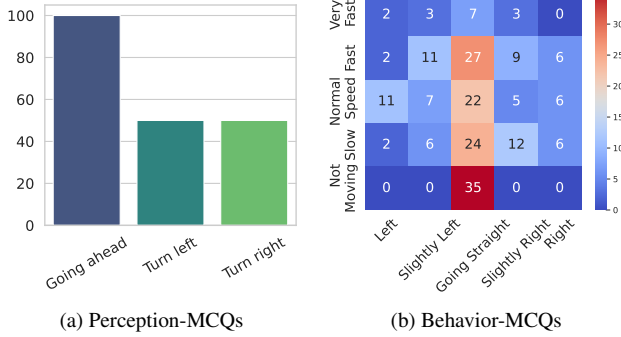 100
80
60
40
20
0
Going ahead
Turn left
Turn right
(a) Perception-MCQs
Very
Fast
2 3 7 3 0
Fast
2 11 27 9 6
Normal
Speed
11 7 22 5 6
Slow
2 6 24 12 6
Not
Moving
0 0 35 0 0
Left
Slightly Left
Going Straight
Slightly Right
Right
30
25
20
15
10
5
0
(b) Behavior-MCQs